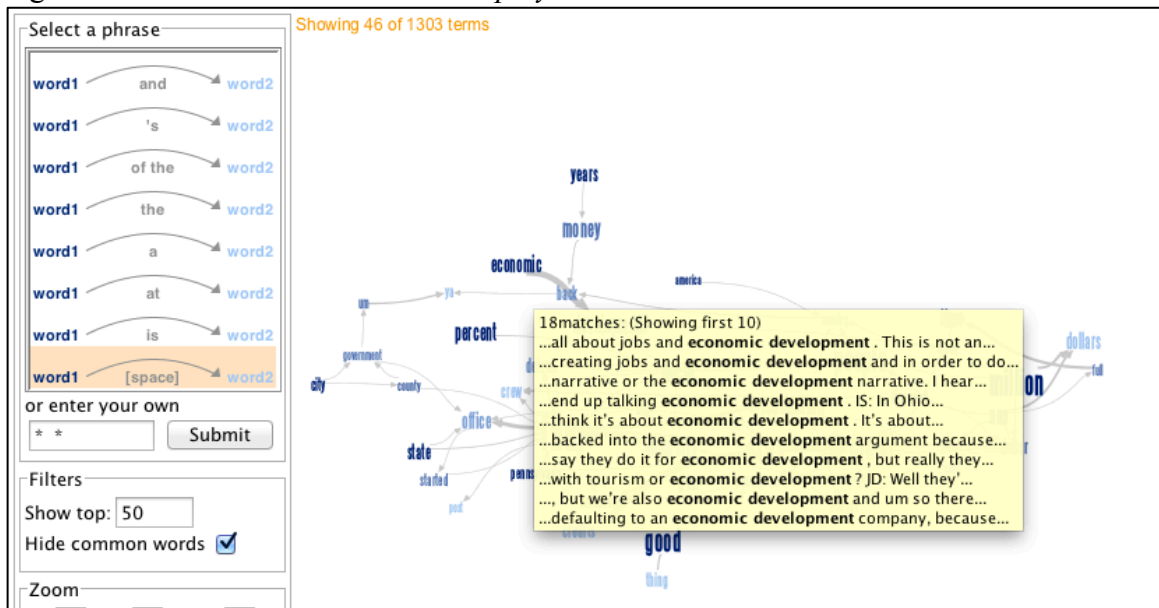 Select a phrase
word1 and word2
word1 's word2
word1 of the word2
word1 the word2
word1 a word2
word1 at word2
word1 is word2
word1 [space] word2
or enter your own
* *
Submit
Filters
Show top: 50
Hide common words
Zoom
Showing 46 of 1303 terms
years
money
economic
america
back
um
percent
dollars
government
full
city
county
crew
office
state
started
post
good
thing
18matches: (Showing first 10)
...all about jobs and economic development . This is not an...
...creating jobs and economic development and in order to do...
...narrative or the economic development narrative. I hear...
...end up talking economic development . IS: In Ohio...
...think it's about economic development . It's about...
...backed into the economic development argument because...
...say they do it for economic development , but really they...
...with tourism or economic development ? JD: Well they'...
..., but we're also economic development and um so there...
...defaulting to an economic development company, because...